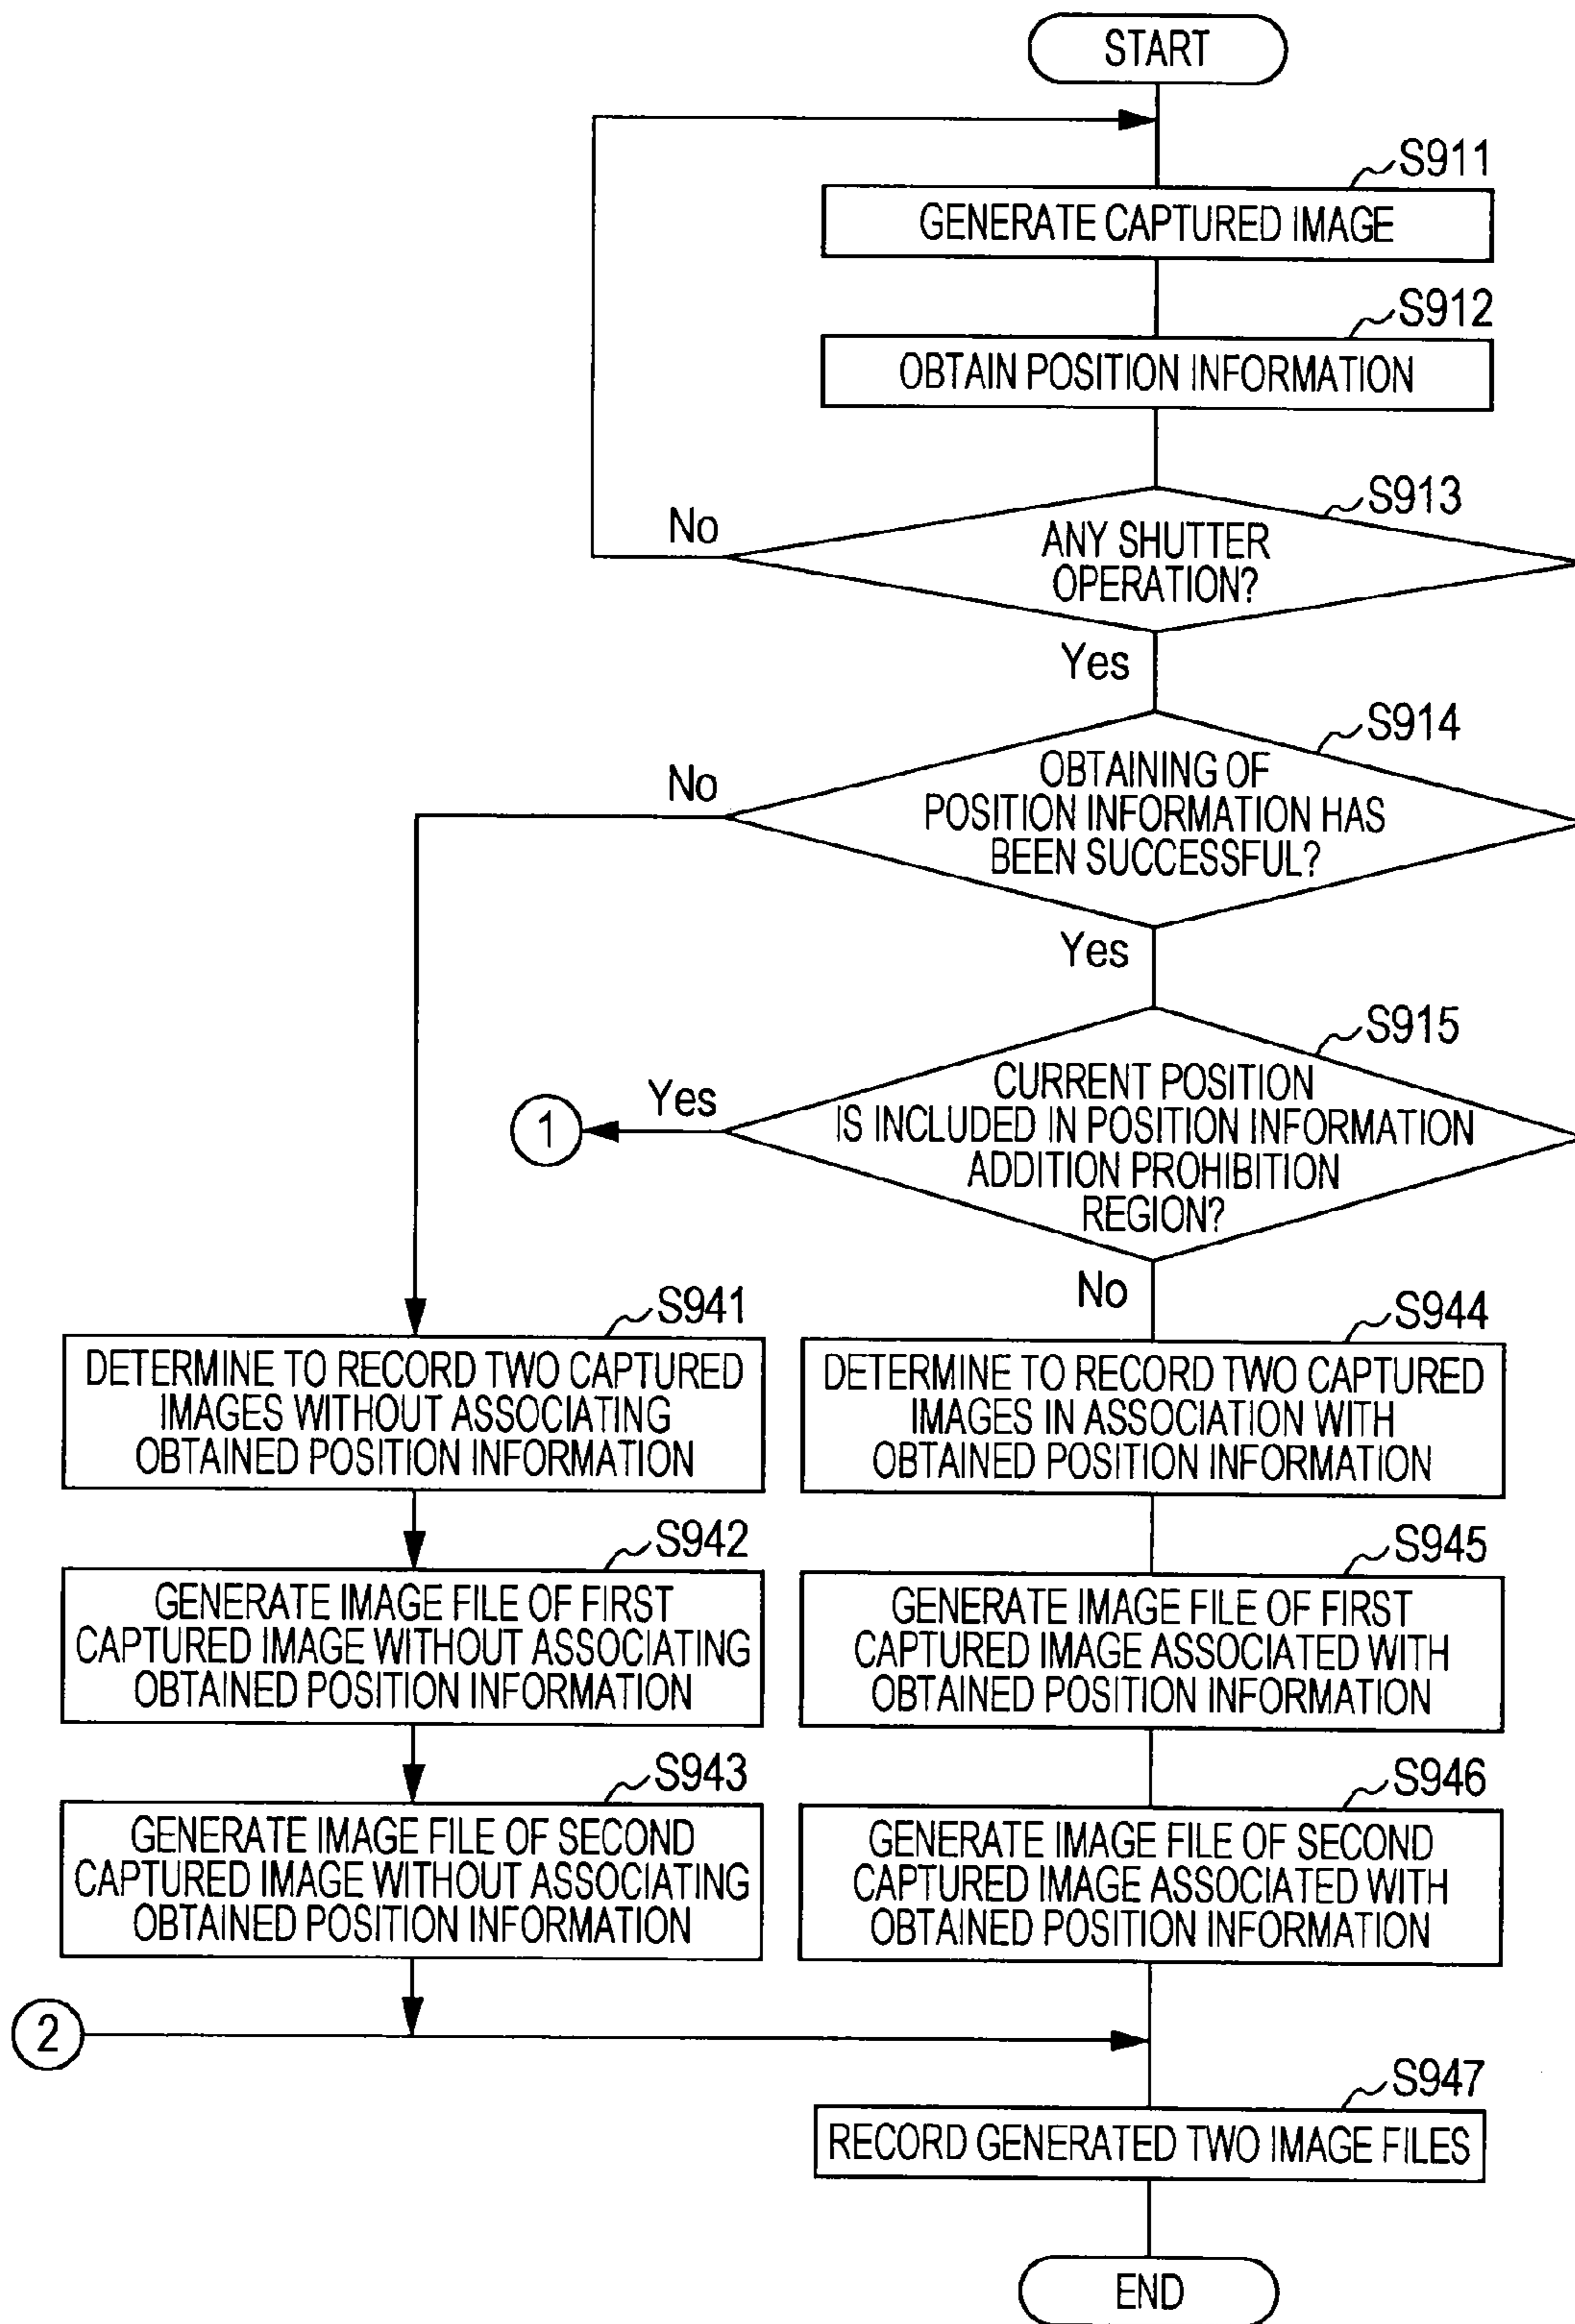 START
S911
GENERATE CAPTURED IMAGE
S912
OBTAIN POSITION INFORMATION
S913
No
ANY SHUTTER
OPERATION?
Yes
S914
No
OBTAINING OF
POSITION INFORMATION HAS
BEEN SUCCESSFUL?
Yes
S915
1
Yes
CURRENT POSITION
IS INCLUDED IN POSITION INFORMATION
ADDITION PROHIBITION
REGION?
No
S941
DETERMINE TO RECORD TWO CAPTURED
IMAGES WITHOUT ASSOCIATING
OBTAINED POSITION INFORMATION
S942
GENERATE IMAGE FILE OF FIRST
CAPTURED IMAGE WITHOUT ASSOCIATING
OBTAINED POSITION INFORMATION
S943
GENERATE IMAGE FILE OF SECOND
CAPTURED IMAGE WITHOUT ASSOCIATING
OBTAINED POSITION INFORMATION
S944
DETERMINE TO RECORD TWO CAPTURED
IMAGES IN ASSOCIATION WITH
OBTAINED POSITION INFORMATION
S945
GENERATE IMAGE FILE OF FIRST
CAPTURED IMAGE ASSOCIATED WITH
OBTAINED POSITION INFORMATION
S946
GENERATE IMAGE FILE OF SECOND
CAPTURED IMAGE ASSOCIATED WITH
OBTAINED POSITION INFORMATION
2
S947
RECORD GENERATED TWO IMAGE FILES
END